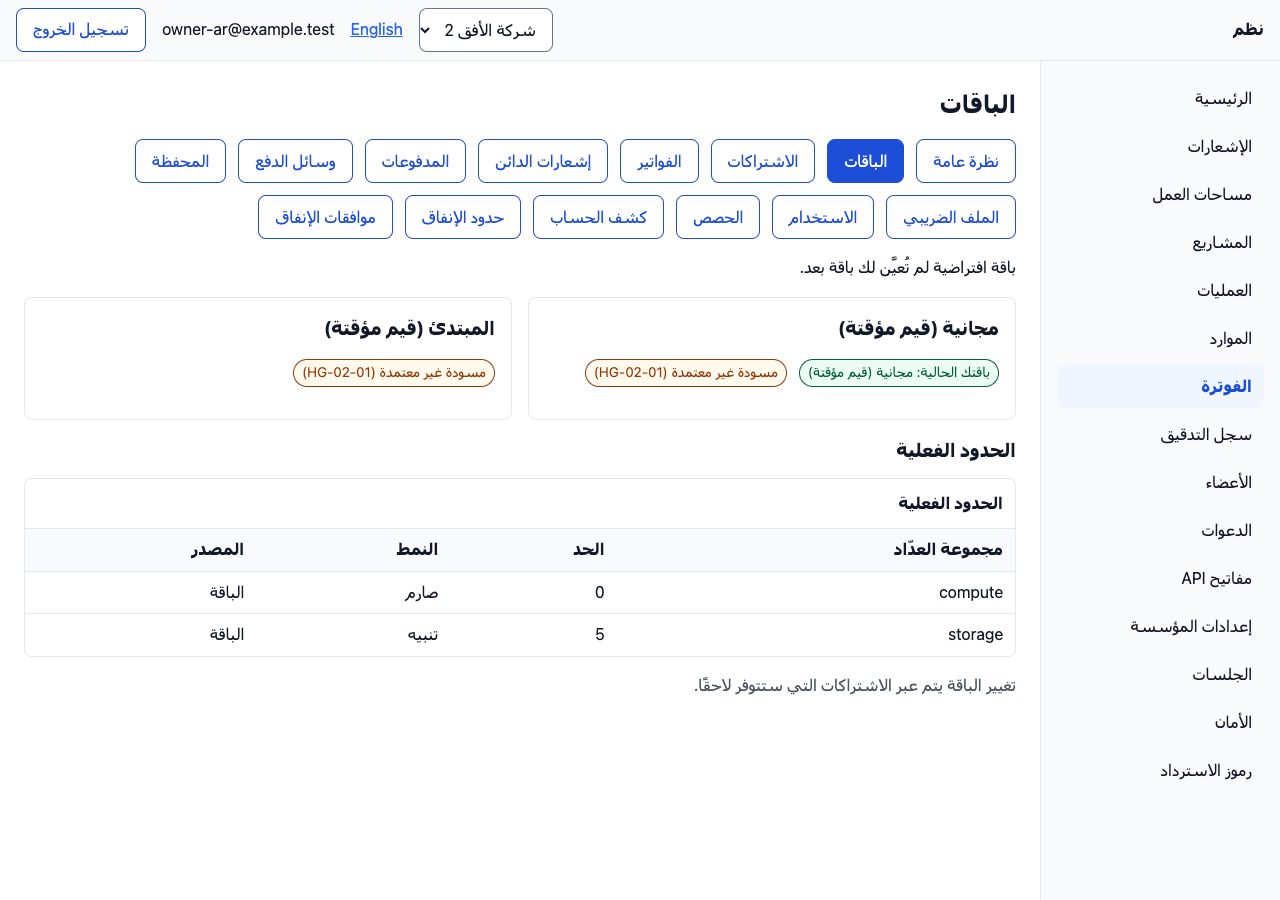 نظم
شركة الأفق 2
English
owner-ar@example.test
تسجيل الخروج
الرئيسية
الإشعارات
مساحات العمل
المشاريع
العمليات
الموارد
الفوترة
سجل التدقيق
الأعضاء
الدعوات
مفاتيح API
إعدادات المؤسسة
الجلسات
الأمان
رموز الاسترداد
الباقات
نظرة عامة الباقات الاشتراكات الفواتير إشعارات الدائن المدفوعات وسائل الدفع المحفظة
الملف الضريبي الاستخدام الحصص كشف الحساب حدود الإنفاق موافقات الإنفاق
باقة افتراضية لم تُعيَّن لك باقة بعد.
مجانية (قيم مؤقتة)
باقتك الحالية: مجانية (قيم مؤقتة) مسودة غير معتمدة (HG-02-01)
المبتدئ (قيم مؤقتة)
مسودة غير معتمدة (HG-02-01)
الحدود الفعلية
الحدود الفعلية
مجموعة العدّاد الحد النمط المصدر
compute 0 صارم الباقة
storage 5 تنبيه الباقة
تغيير الباقة يتم عبر الاشتراكات التي ستتوفر لاحقًا.